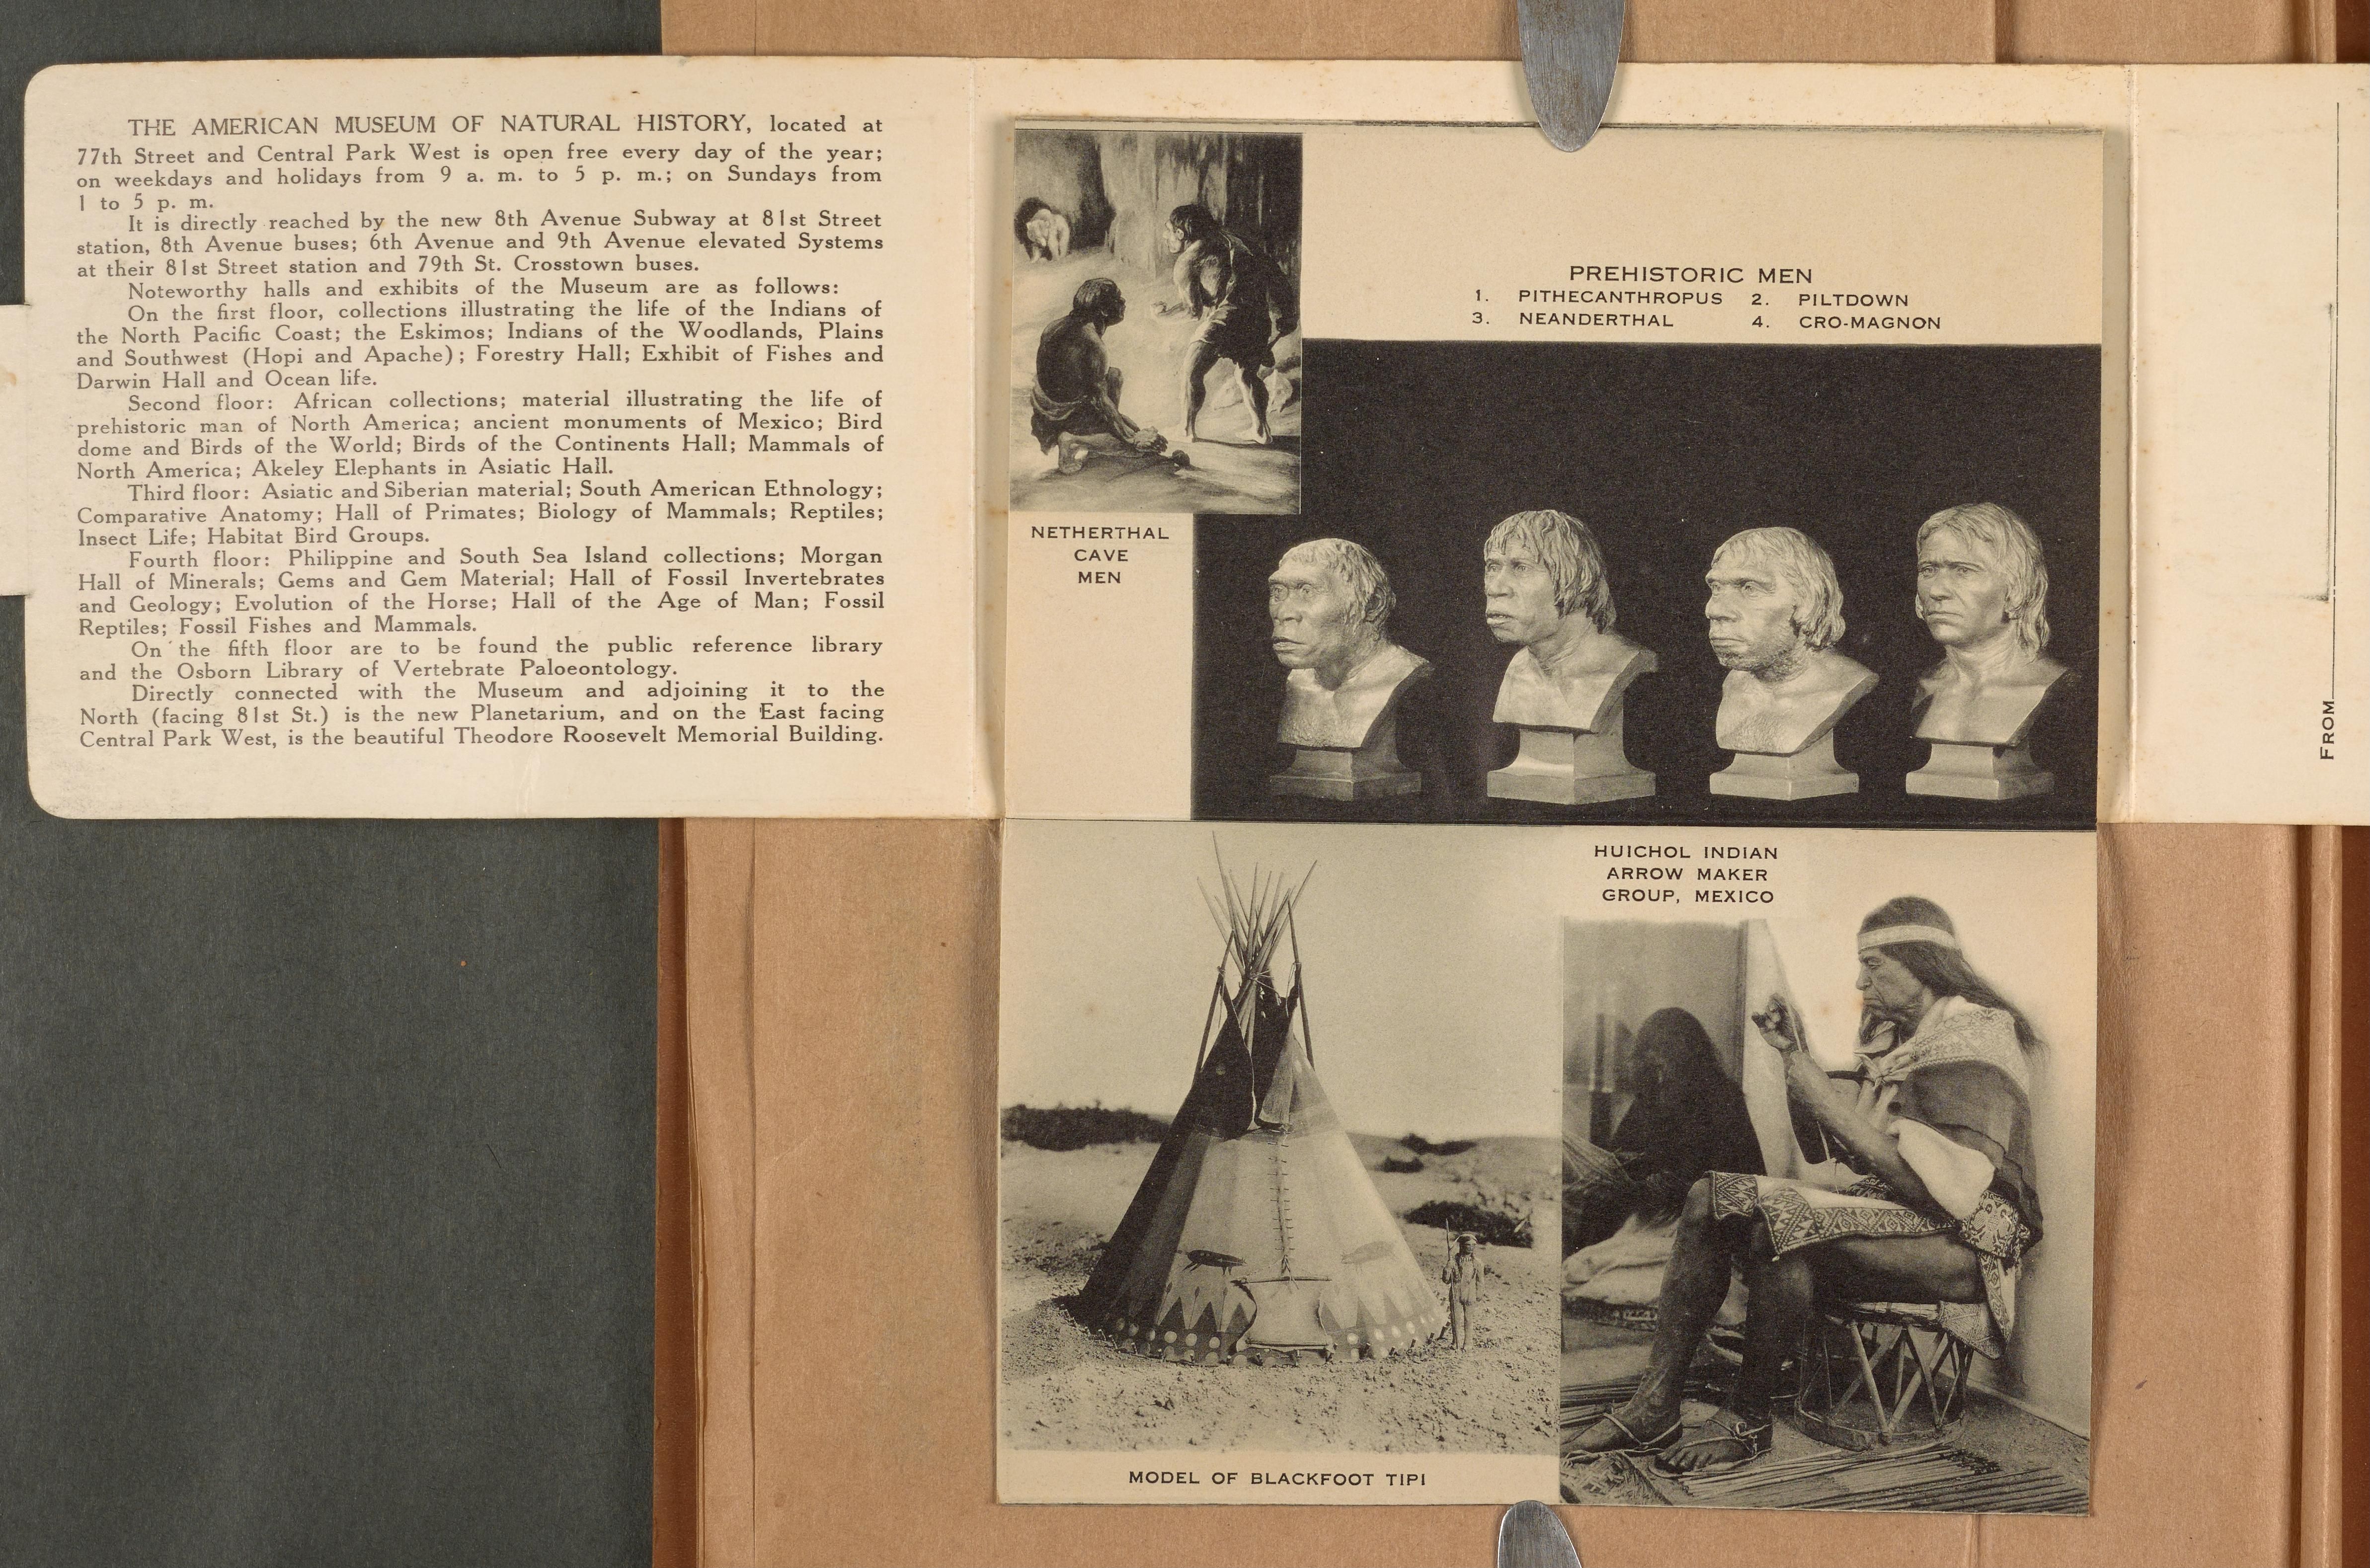 THE AMERICAN MUSEUM OF NATURAL HISTORY, located at
77th Street and Central Park West is open free every day of the year;
on weekdays and holidays from 9 a. m. to 5 p. m.; on Sundays from
1 to 5 p. m.
It is directly reached by the new 8th Avenue Subway at 81st Street
station, 8th Avenue buses; 6th Avenue and 9th Avenue elevated Systems
at their 81st Street station and 79th St. Crosstown buses.
Noteworthy halls and exhibits of the Museum are as follows:
On the first floor, collections illustrating the life of the Indians of
the North Pacific Coast; the Eskimos; Indians of the Woodlands, Plains
and Southwest (Hopi and Apache); Forestry Hall; Exhibit of Fishes and
Darwin Hall and Ocean life.
Second floor: African collections; material illustrating the life of
prehistoric man of North America; ancient monuments of Mexico; Bird
dome and Birds of the World; Birds of the Continents Hall; Mammals of
North America; Akeley Elephants in Asiatic Hall.
Third floor: Asiatic and Siberian material; South American Ethnology;
Comparative Anatomy; Hall of Primates; Biology of Mammals; Reptiles;
Insect Life; Habitat Bird Groups.
Fourth floor: Philippine and South Sea Island collections; Morgan
Hall of Minerals; Gems and Gem Material; Hall of Fossil Invertebrates
and Geology; Evolution of the Horse; Hall of the Age of Man; Fossil
Reptiles; Fossil Fishes and Mammals.
On the fifth floor are to be found the public reference library
and the Osborn Library of Vertebrate Paloeontology.
Directly connected with the Museum and adjoining it to the
North (facing 81st St.) is the new Planetarium, and on the East facing
Central Park West, is the beautiful Theodore Roosevelt Memorial Building.
PREHISTORIC MEN
1. PITHECANTHROPUS 2. PILTDOWN
3. NEANDERTHAL 4. CRO-MAGNON
NETHERTHAL
CAVE
MEN
HUICHOL INDIAN
ARROW MAKER
GROUP, MEXICO
MODEL OF BLACKFOOT TIPI
FROM